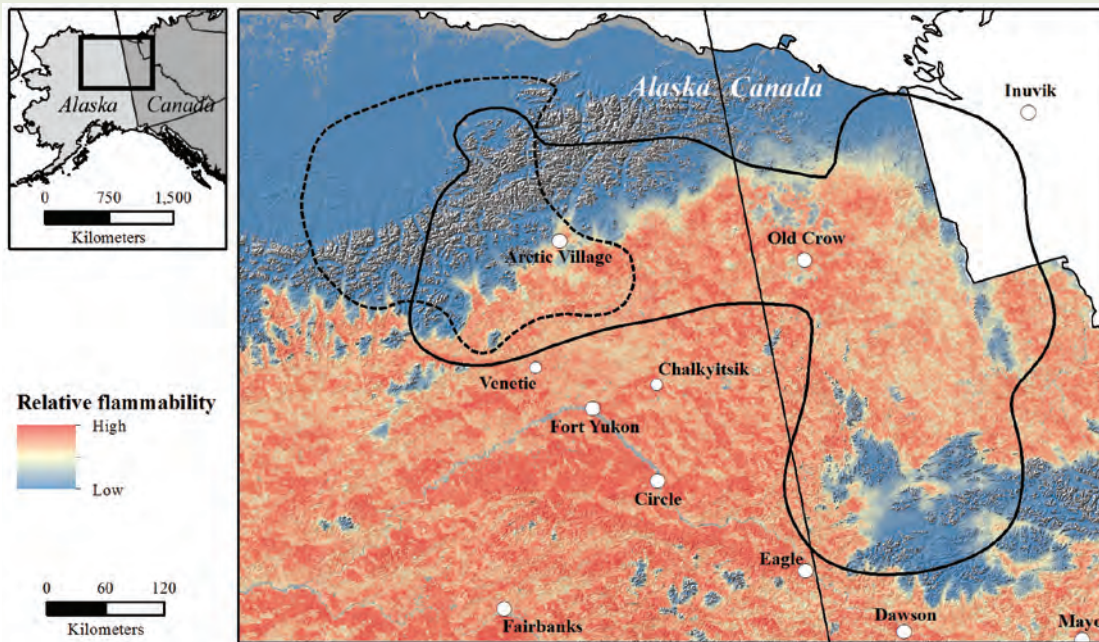 Alaska Canada
0 750 1,500
Kilometers
Relative flammability
High
Low
0 60 120
Kilometers
Alaska Canada
Inuvik
Old Crow
Arctic Village
Venetie
Chalkyitsik
Fort Yukon
Circle
Eagle
Fairbanks
Dawson
Mayo